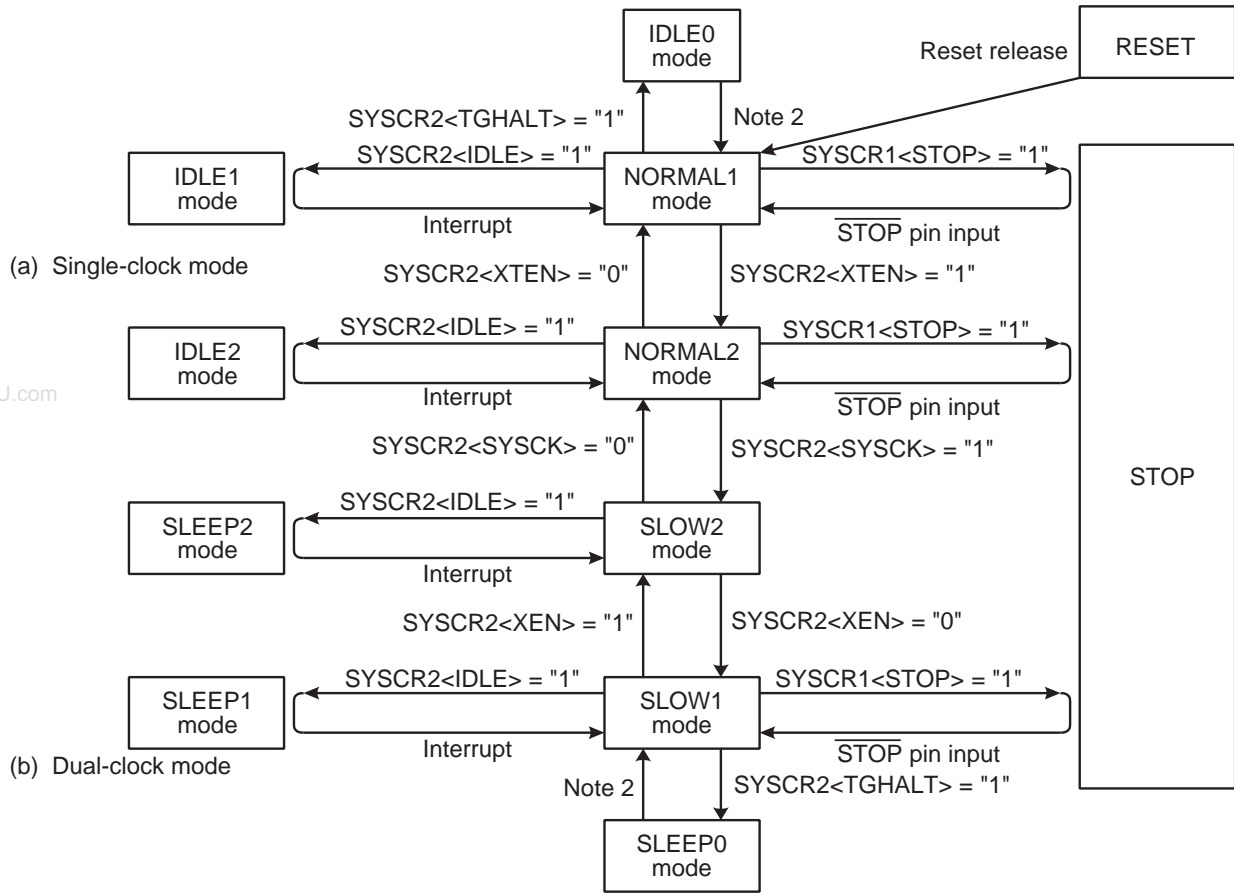 IDLE0
mode
Reset release
RESET
SYSCR2<TGHALT> = "1"
Note 2
IDLE1
mode
SYSCR2<IDLE> = "1"
Interrupt
NORMAL1
mode
SYSCR1<STOP> = "1"
STOP pin input
(a) Single-clock mode
SYSCR2<XTEN> = "0"
SYSCR2<XTEN> = "1"
IDLE2
mode
SYSCR2<IDLE> = "1"
Interrupt
NORMAL2
mode
SYSCR1<STOP> = "1"
STOP pin input
U.com
SYSCR2<SYSCK> = "0"
SYSCR2<SYSCK> = "1"
STOP
SLEEP2
mode
SYSCR2<IDLE> = "1"
Interrupt
SLOW2
mode
SYSCR2<XEN> = "1"
SYSCR2<XEN> = "0"
SLEEP1
mode
SYSCR2<IDLE> = "1"
Interrupt
SLOW1
mode
SYSCR1<STOP> = "1"
STOP pin input
(b) Dual-clock mode
Note 2
SYSCR2<TGHALT> = "1"
SLEEP0
mode